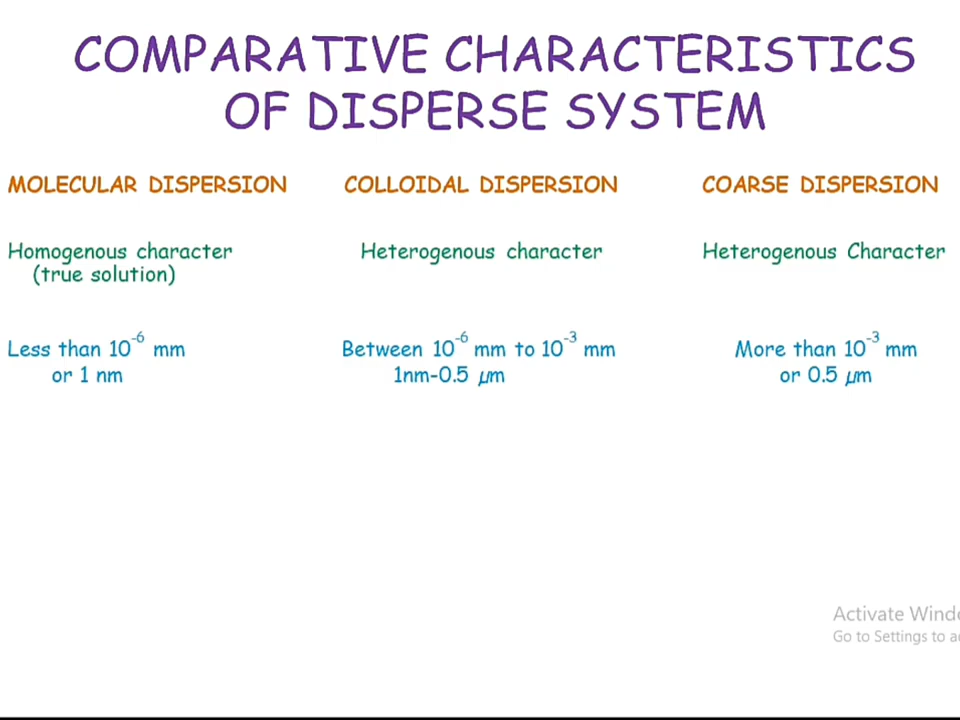 COMPARATIVE CHARACTERISTICS
OF DISPERSE SYSTEM
MOLECULAR DISPERSION
COLLOIDAL DISPERSION
COARSE DISPERSION
Homogenous character
(true solution)
Heterogenous character
Heterogenous Character
Less than 10⁻⁶ mm
or 1 nm
Between 10⁻⁶ mm to 10⁻³ mm
1nm-0.5 µm
More than 10⁻³ mm
or 0.5 µm
Activate
Go to Settings to